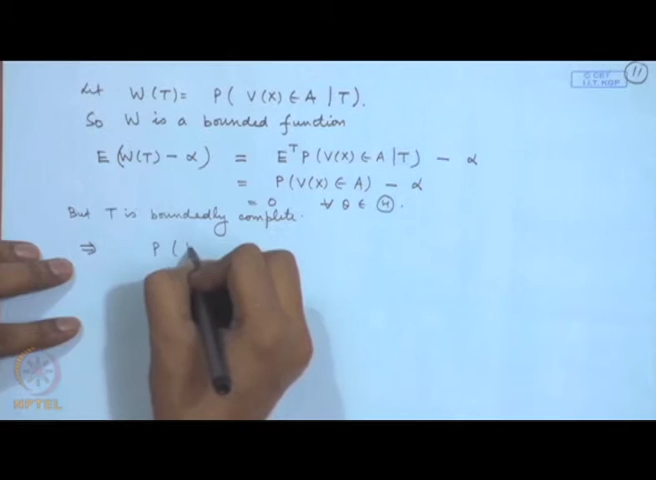 © CET
I.I.T. KGP
11
Let W(T) = P( V(X) ∈ A | T ).
So W is a bounded function
E(W(T) − α) = E^T P(V(X) ∈ A | T) − α
= P(V(X) ∈ A) − α
= 0 ∀ θ ∈ Ⓗ.
But T is boundedly complete.
⇒ P (
NPTEL